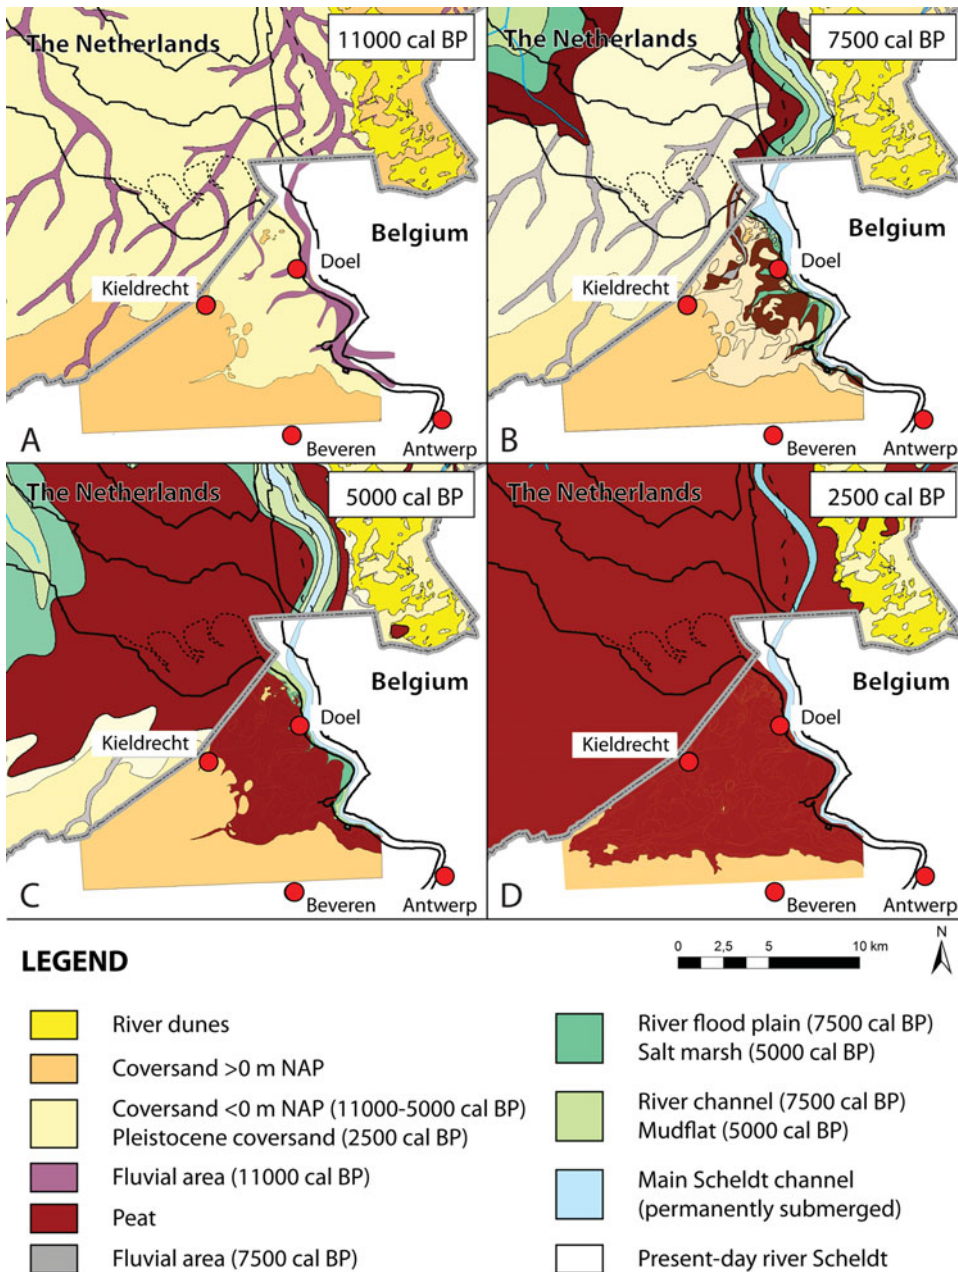 The Netherlands
11000 cal BP
Belgium
Doel
Kieldrecht
A
Beveren
Antwerp
The Netherlands
7500 cal BP
Belgium
Doel
Kieldrecht
B
Beveren
Antwerp
The Netherlands
5000 cal BP
Belgium
Doel
Kieldrecht
C
Beveren
Antwerp
The Netherlands
2500 cal BP
Belgium
Doel
Kieldrecht
D
Beveren
Antwerp
LEGEND
0 2,5 5 10 km
N
River dunes
Coversand >0 m NAP
Coversand <0 m NAP (11000-5000 cal BP)
Pleistocene coversand (2500 cal BP)
Fluvial area (11000 cal BP)
Peat
Fluvial area (7500 cal BP)
River flood plain (7500 cal BP)
Salt marsh (5000 cal BP)
River channel (7500 cal BP)
Mudflat (5000 cal BP)
Main Scheldt channel
(permanently submerged)
Present-day river Scheldt